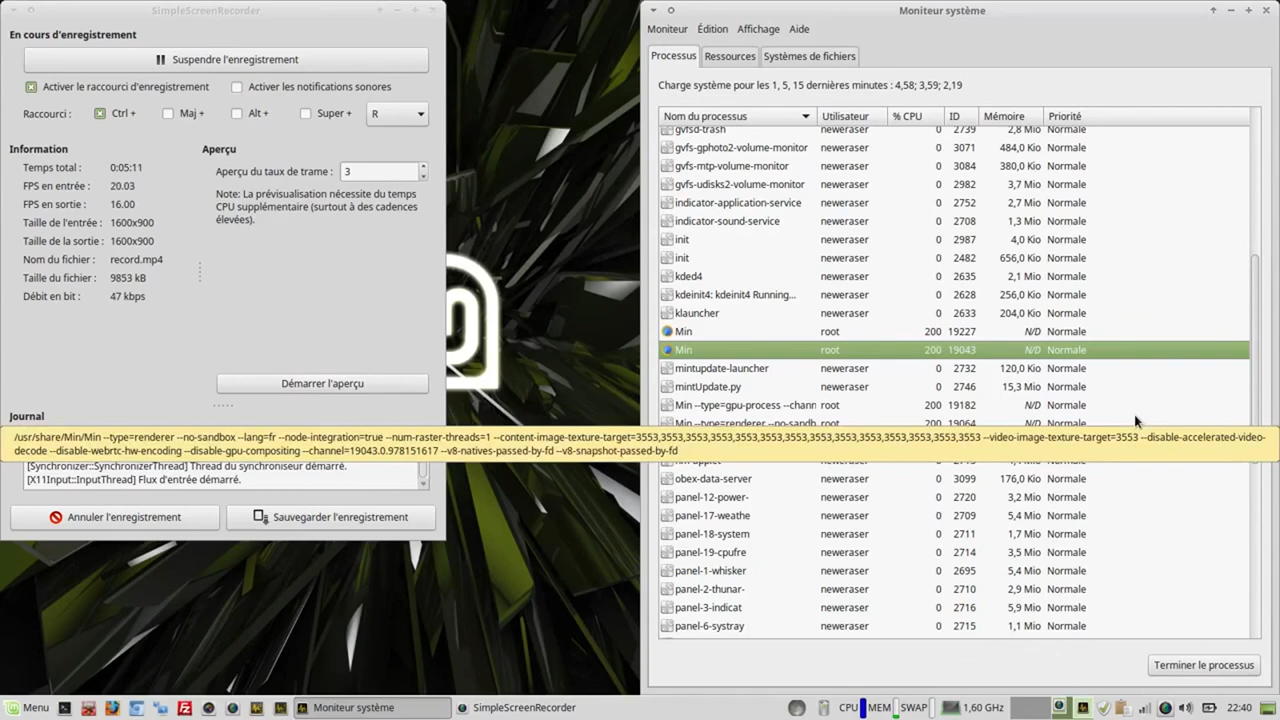 SimpleScreenRecorder
En cours d'enregistrement
Suspendre l'enregistrement
Activer le raccourci d'enregistrement
Activer les notifications sonores
Raccourci :
Ctrl +
Maj +
Alt +
Super +
R
Information
Temps total : 0:05:11
FPS en entrée : 20.03
FPS en sortie : 16.00
Taille de l'entrée : 1600x900
Taille de la sortie : 1600x900
Nom du fichier : record.mp4
Taille du fichier : 9853 kB
Débit en bit : 47 kbps
Aperçu
Aperçu du taux de trame : 3
Note: La prévisualisation nécessite du temps
CPU supplémentaire (surtout à des cadences
élevées).
Démarrer l'aperçu
Journal
/usr/share/Min/Min --type=renderer --no-sandbox --lang=fr --node-integration=true --num-raster-threads=1 --content-image-texture-target=3553,3553,3553,3553,3553,3553,3553,3553,3553,3553,3553,3553,3553,3553,3553 --video-image-texture-target=3553 --disable-accelerated-video-
decode --disable-webrtc-hw-encoding --disable-gpu-compositing --channel=19043.0.978151617 --v8-natives-passed-by-fd --v8-snapshot-passed-by-fd
[Synchronizer::SynchronizerThread] Thread du synchroniseur démarré.
[X11Input::InputThread] Flux d'entrée démarré.
Annuler l'enregistrement
Sauvegarder l'enregistrement
Moniteur système
Moniteur Édition Affichage Aide
Processus Ressources Systèmes de fichiers
Charge système pour les 1, 5, 15 dernières minutes : 4,58; 3,59; 2,19
Nom du processus Utilisateur % CPU ID Mémoire Priorité
gvfsd-trash neweraser 0 2739 2,8 Mio Normale
gvfs-gphoto2-volume-monitor neweraser 0 3071 484,0 Kio Normale
gvfs-mtp-volume-monitor neweraser 0 3084 380,0 Kio Normale
gvfs-udisks2-volume-monitor neweraser 0 2982 3,7 Mio Normale
indicator-application-service neweraser 0 2752 2,7 Mio Normale
indicator-sound-service neweraser 0 2708 1,3 Mio Normale
init neweraser 0 2987 4,0 Kio Normale
init neweraser 0 2482 656,0 Kio Normale
kded4 neweraser 0 2635 2,1 Mio Normale
kdeinit4: kdeinit4 Running... neweraser 0 2628 256,0 Kio Normale
klauncher neweraser 0 2633 204,0 Kio Normale
Min root 200 19227 N/D Normale
Min root 200 19043 N/D Normale
mintupdate-launcher neweraser 0 2732 120,0 Kio Normale
mintUpdate.py neweraser 0 2746 15,3 Mio Normale
Min --type=gpu-process --chann root 200 19182 N/D Normale
Min --type=renderer --no-sandbo root 200 19064 N/D Normale
obex-data-server neweraser 0 3099 176,0 Kio Normale
panel-12-power- neweraser 0 2720 3,2 Mio Normale
panel-17-weathe neweraser 0 2709 5,4 Mio Normale
panel-18-system neweraser 0 2711 1,7 Mio Normale
panel-19-cpufre neweraser 0 2714 3,5 Mio Normale
panel-1-whisker neweraser 0 2695 5,4 Mio Normale
panel-2-thunar- neweraser 0 2710 2,9 Mio Normale
panel-3-indicat neweraser 0 2716 5,9 Mio Normale
panel-6-systray neweraser 0 2715 1,1 Mio Normale
Terminer le processus
Menu
Moniteur système
SimpleScreenRecorder
CPU MEM SWAP 1,60 GHz 22:40